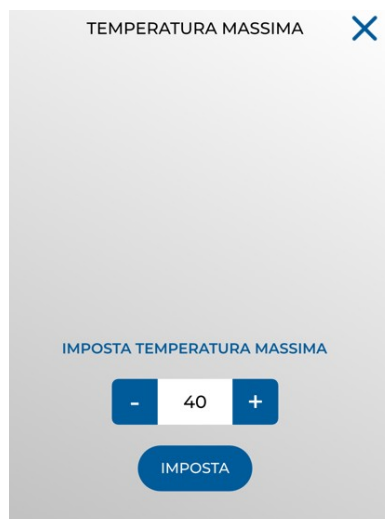 TEMPERATURA MASSIMA
IMPOSTA TEMPERATURA MASSIMA
- 40 +
IMPOSTA